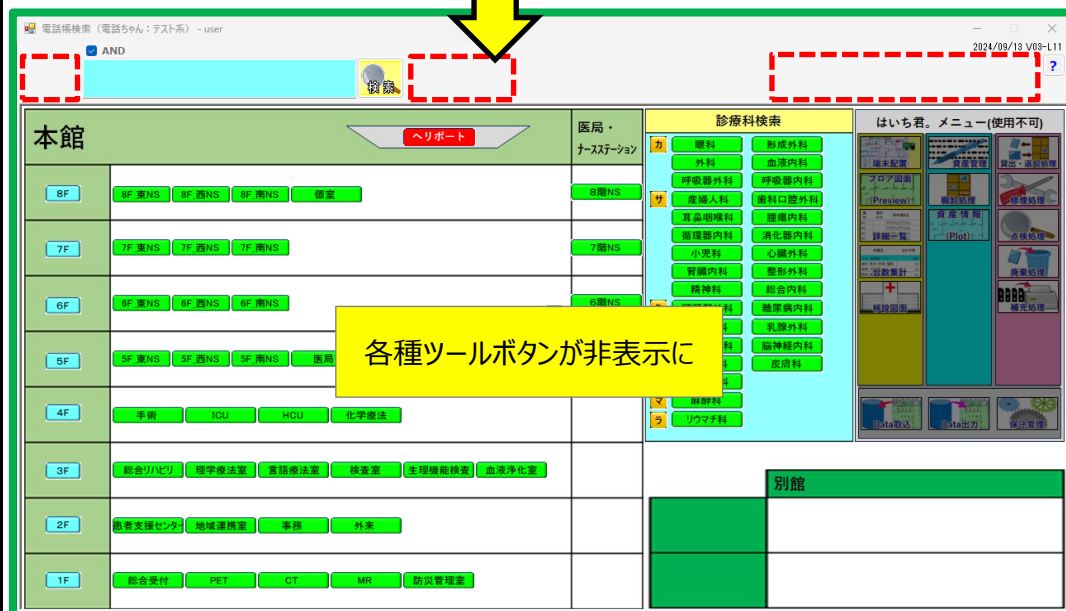 電話帳検索（電話ちゃん：テスト系） - user
AND
2024/09/13 V03-L11
検索
?
本館
ヘリポート
医局・
ナースステーション
8F
8F_東NS 8F_西NS 8F_南NS 個室
8階NS
7F
7F_東NS 7F_西NS 7F_南NS
7階NS
6F
6F_東NS 6F_西NS 6F_南NS
6階NS
5F
5F_東NS 5F_西NS 5F_南NS 医局
4F
手術 ICU HCU 化学療法
3F
総合リハビリ 理学療法室 言語療法室 検査室 生理機能検査 血液浄化室
2F
患者支援センター 地域連携室 事務 外来
1F
総合受付 PET CT MR 防災管理室
各種ツールボタンが非表示に
診療科検索
カ 眼科 形成外科
外科 血液内科
呼吸器外科 呼吸器内科
サ 産婦人科 歯科口腔外科
耳鼻咽喉科 腫瘍内科
循環器内科 消化器内科
小児科 心臓外科
腎臓内科 整形外科
精神科 総合内科
糖尿病内科
科 乳腺外科
科 脳神経内科
皮膚科
科
マ 麻酔科
ラ リウマチ科
はいち君。メニュー(使用不可)
端末配置 資産管理 貸出・返却処理
フロア図面
(Preview) 棚卸処理 修理処理
詳細一覧 資産情報
(Plot) 点検処理
台数集計 廃棄処理
移設図面 補充処理
Data取込 Data出力 保守管理
別館